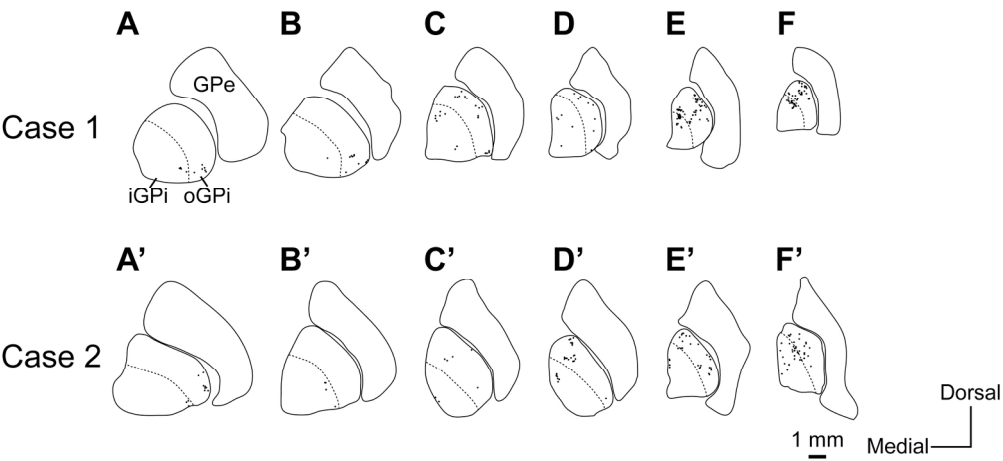 A B C D E F
GPe
Case 1
iGPi oGPi
A’ B’ C’ D’ E’ F’
Case 2
Dorsal
1 mm
Medial